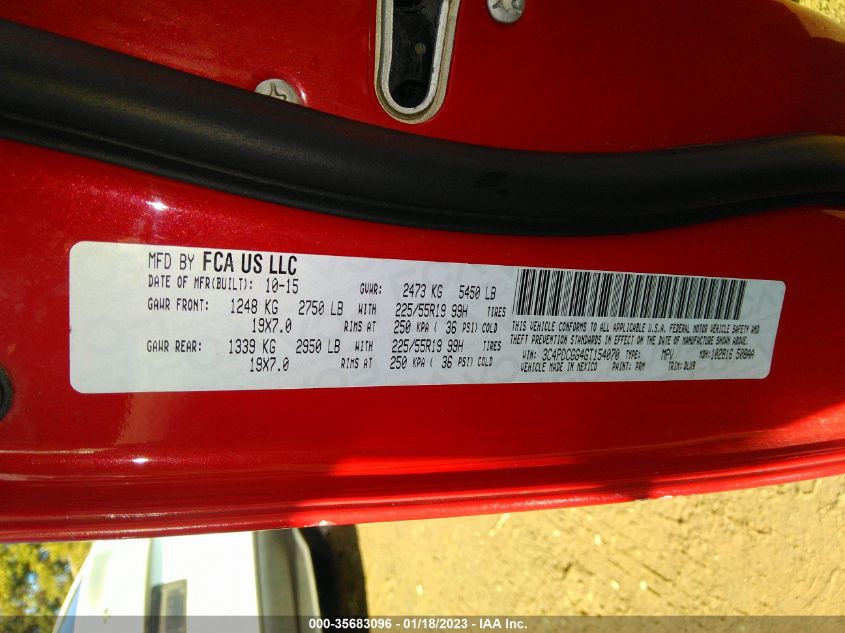 MFD BY FCA US LLC
DATE OF MFR(BUILT): 10-15 GVWR: 2473 KG 5450 LB
GAWR FRONT: 1248 KG 2750 LB WITH 225/55R19 99H TIRES
19X7.0 RIMS AT 250 KPA ( 36 PSI) COLD
GAWR REAR: 1339 KG 2950 LB WITH 225/55R19 99H TIRES
19X7.0 RIMS AT 250 KPA ( 36 PSI) COLD
THIS VEHICLE CONFORMS TO ALL APPLICABLE U.S.A. FEDERAL MOTOR VEHICLE SAFETY AND
THEFT PREVENTION STANDARDS IN EFFECT ON THE DATE OF MANUFACTURE SHOWN ABOVE.
VIN: 3C4PDCGG4GT154070 TYPE: MPV MDH: 102816 508AA
VEHICLE MADE IN MEXICO PAINT: PRM TRIM: DLX9
000-35683096 - 01/18/2023 - IAA Inc.